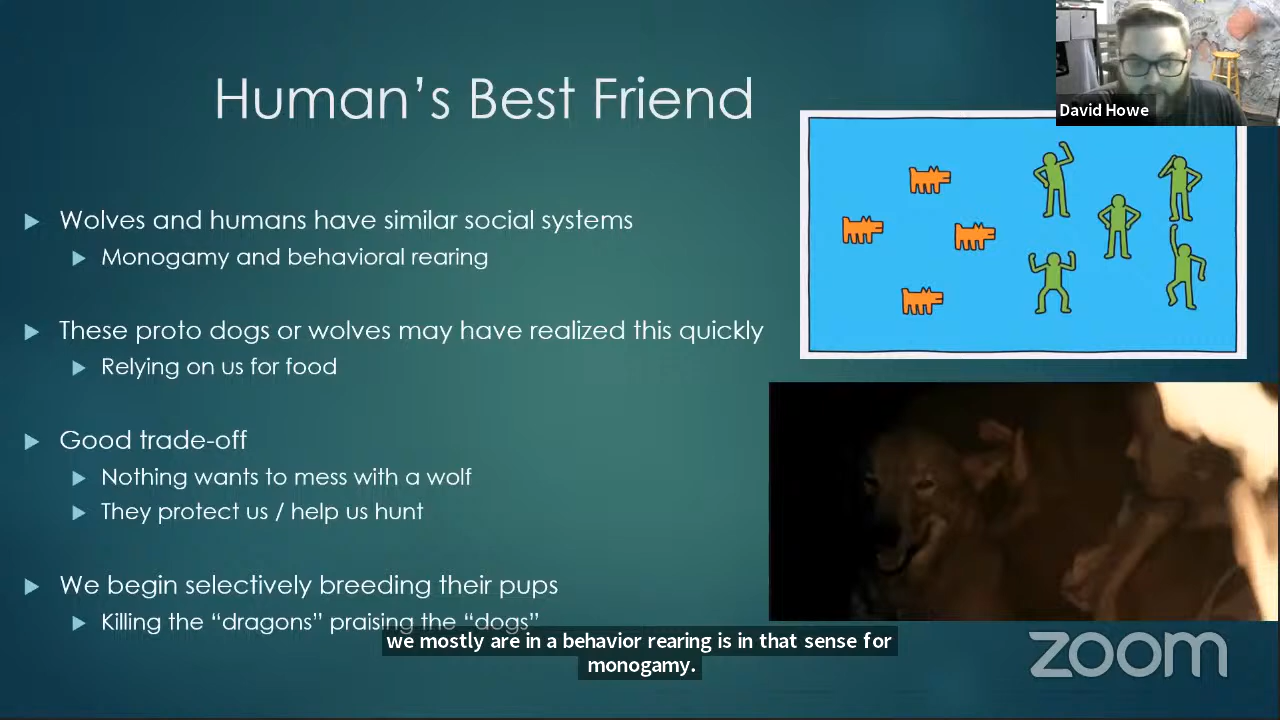 Human’s Best Friend
David Howe
Wolves and humans have similar social systems
Monogamy and behavioral rearing
These proto dogs or wolves may have realized this quickly
Relying on us for food
Good trade-off
Nothing wants to mess with a wolf
They protect us / help us hunt
We begin selectively breeding their pups
Killing the “dragons” praising the “dogs”
we mostly are in a behavior rearing is in that sense for
monogamy.
zoom